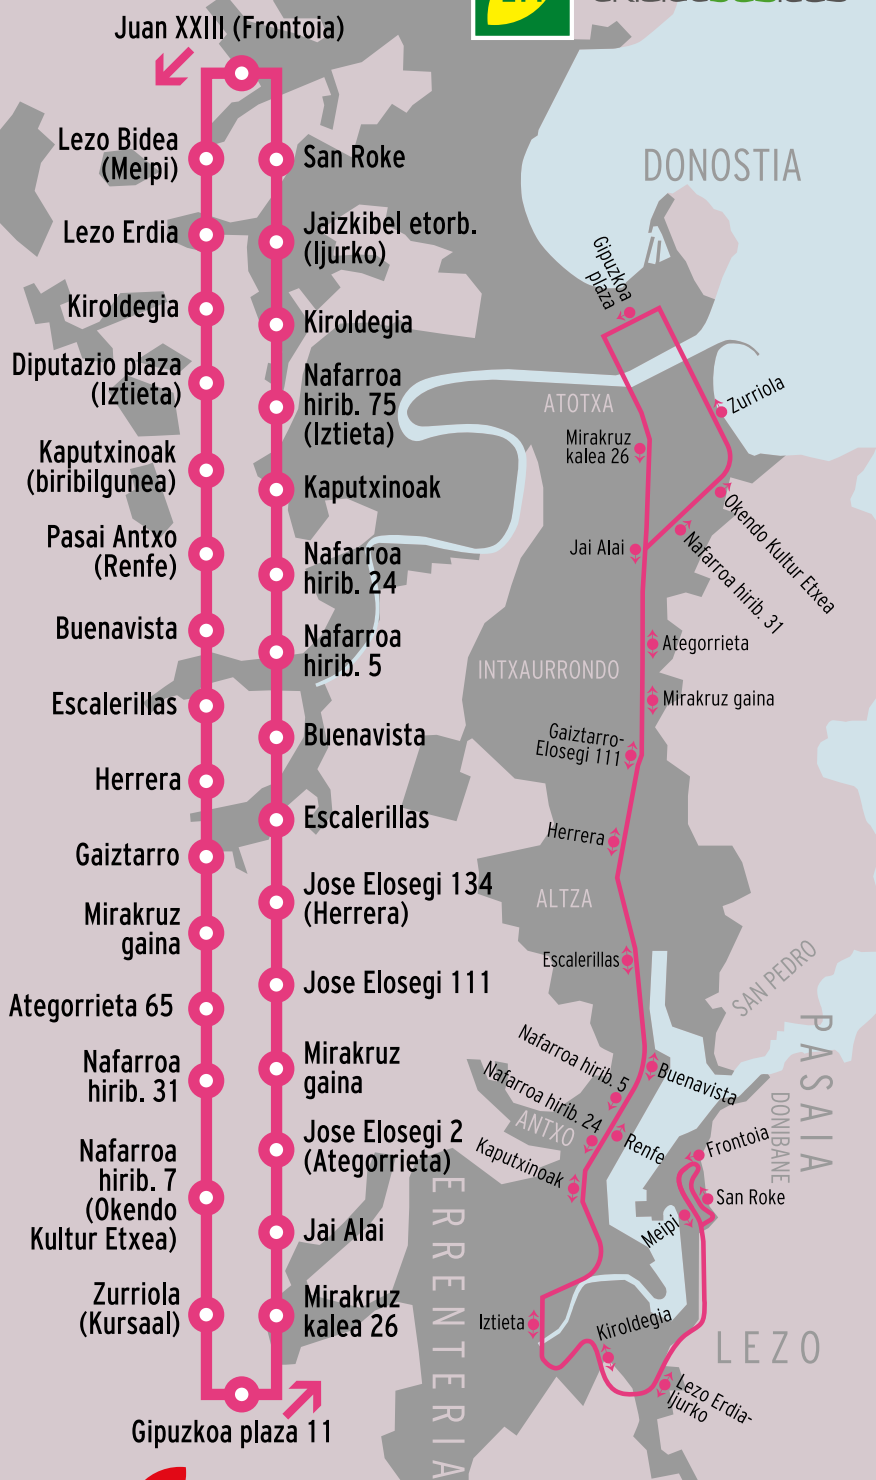 Juan XXIII (Frontoia)
Lezo Bidea
(Meipi)
Lezo Erdia
Kiroldegia
Diputazio plaza
(Iztieta)
Kaputxinoak
(biribilgunea)
Pasai Antxo
(Renfe)
Buenavista
Escalerillas
Herrera
Gaiztarro
Mirakruz
gaina
Ategorrieta 65
Nafarroa
hirib. 31
Nafarroa
hirib. 7
(Okendo
Kultur Etxea)
Zurriola
(Kursaal)
San Roke
Jaizkibel etorb.
(Ijurko)
Kiroldegia
Nafarroa
hirib. 75
(Iztieta)
Kaputxinoak
Nafarroa
hirib. 24
Nafarroa
hirib. 5
Buenavista
Escalerillas
Jose Elosegi 134
(Herrera)
Jose Elosegi 111
Mirakruz
gaina
Jose Elosegi 2
(Ategorrieta)
Jai Alai
Mirakruz
kalea 26
Gipuzkoa plaza 11
DONOSTIA
Gipuzkoa
plaza
Zurriola
ATOTXA
Mirakruz
kalea 26
Okendo Kultur Etxea
Jai Alai
Nafarroa hirib. 31
Ategorrieta
INTXAURRONDO
Mirakruz gaina
Gaiztarro-
Elosegi 111
Herrera
ALTZA
Escalerillas
SAN PEDRO
PASAIA
DONIBANE
Nafarroa hirib. 5
Buenavista
Nafarroa hirib. 24
ANTXO
Renfe
Kaputxinoak
Frontoia
San Roke
Meipi
Iztieta
Kiroldegia
LEZO
Lezo Erdia-
Ijurko
ERRENTERIA